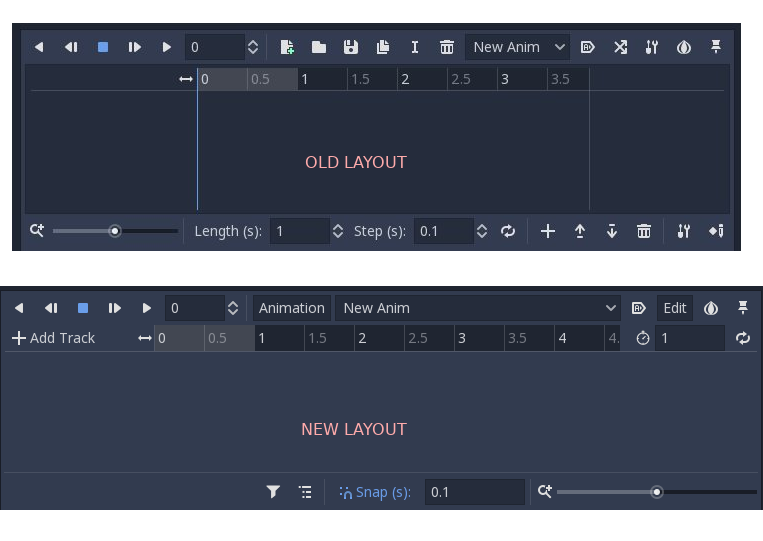 0 New Anim
0 0.5 1 1.5 2 2.5 3 3.5
OLD LAYOUT
Length (s): 1 Step (s): 0.1
0 Animation New Anim Edit
Add Track 0 0.5 1 1.5 2 2.5 3 3.5 4 4. 1
NEW LAYOUT
Snap (s): 0.1